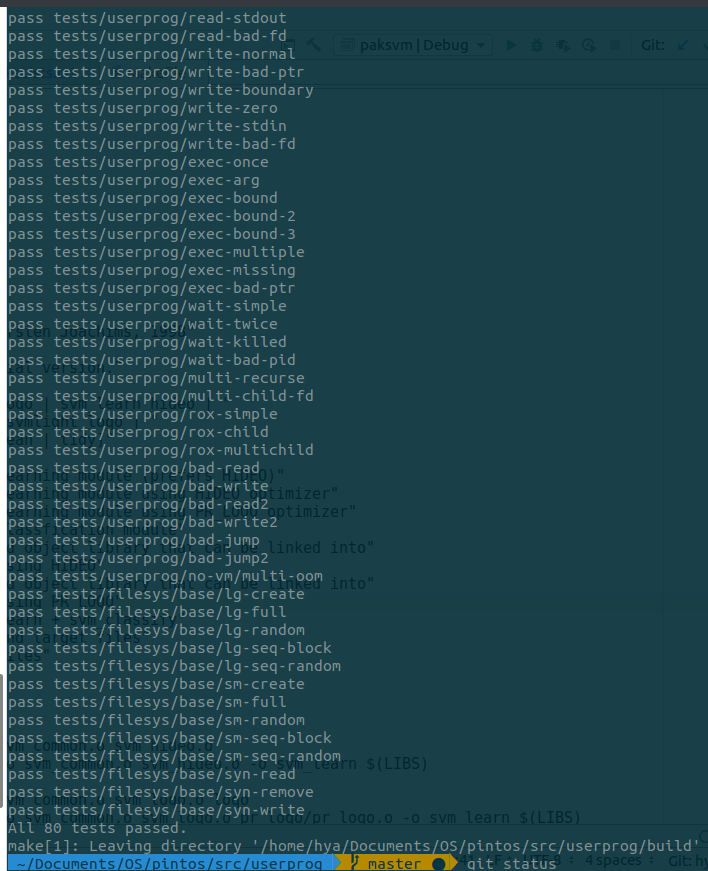 pass tests/userprog/read-stdout
pass tests/userprog/read-bad-fd
paksvm | Debug
Git:
pass tests/userprog/write-normal
pass tests/userprog/write-bad-ptr
pass tests/userprog/write-boundary
pass tests/userprog/write-zero
pass tests/userprog/write-stdin
pass tests/userprog/write-bad-fd
pass tests/userprog/exec-once
pass tests/userprog/exec-arg
pass tests/userprog/exec-bound
pass tests/userprog/exec-bound-2
pass tests/userprog/exec-bound-3
pass tests/userprog/exec-multiple
pass tests/userprog/exec-missing
pass tests/userprog/exec-bad-ptr
pass tests/userprog/wait-simple
pass tests/userprog/wait-twice
pass tests/userprog/wait-killed
pass tests/userprog/wait-bad-pid
pass tests/userprog/multi-recurse
pass tests/userprog/multi-child-fd
pass tests/userprog/rox-simple
pass tests/userprog/rox-child
pass tests/userprog/rox-multichild
pass tests/userprog/bad-read
pass tests/userprog/bad-write
pass tests/userprog/bad-read2
pass tests/userprog/bad-write2
pass tests/userprog/bad-jump
pass tests/userprog/bad-jump2
pass tests/userprog/no-vm/multi-oom
pass tests/filesys/base/lg-create
pass tests/filesys/base/lg-full
pass tests/filesys/base/lg-random
pass tests/filesys/base/lg-seq-block
pass tests/filesys/base/lg-seq-random
pass tests/filesys/base/sm-create
pass tests/filesys/base/sm-full
pass tests/filesys/base/sm-random
pass tests/filesys/base/sm-seq-block
pass tests/filesys/base/sm-seq-random
pass tests/filesys/base/syn-read
pass tests/filesys/base/syn-remove
pass tests/filesys/base/syn-write
All 80 tests passed.
make[1]: Leaving directory '/home/hya/Documents/OS/pintos/src/userprog/build'
~/Documents/OS/pintos/src/userprog master ● git status